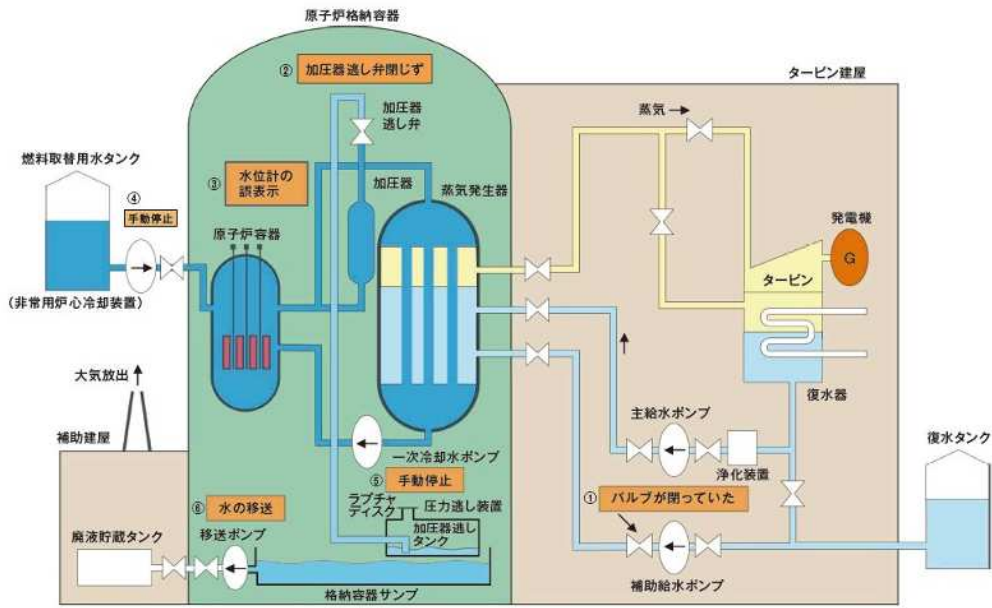 原子炉格納容器
②
加圧器逃し弁閉じず
タービン建屋
加圧器
逃し弁
蒸気
燃料取替用水タンク
③
水位計の
誤表示
加圧器
蒸気発生器
④
手動停止
発電機
原子炉容器
G
タービン
(非常用炉心冷却装置)
大気放出
復水器
主給水ポンプ
補助建屋
復水タンク
一次冷却水ポンプ
浄化装置
⑤
手動停止
①
バルブが閉っていた
⑥
水の移送
ラプチャ
ディスク
圧力逃し装置
移送ポンプ
加圧器逃し
タンク
廃液貯蔵タンク
補助給水ポンプ
格納容器サンプ